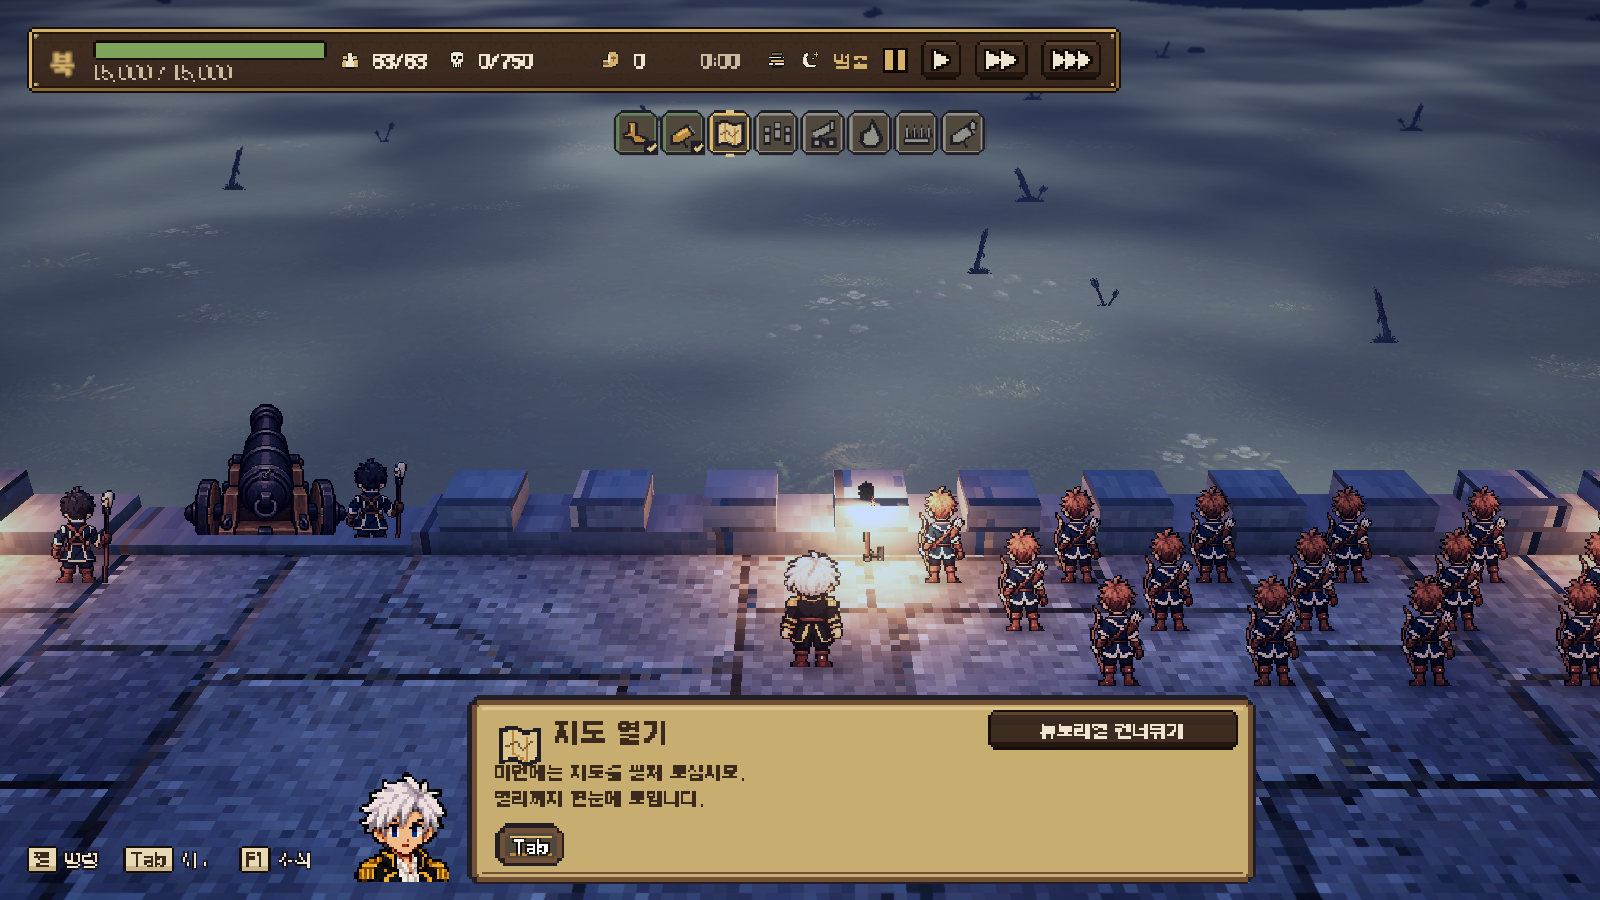 북
15,000 / 15,000
63/63
0/750
0
0:00
지도 열기
튜토리얼 건너뛰기
이번에는 지도를 펼쳐 보십시오.
멀리까지 한눈에 보입니다.
Tab
Tab
F1